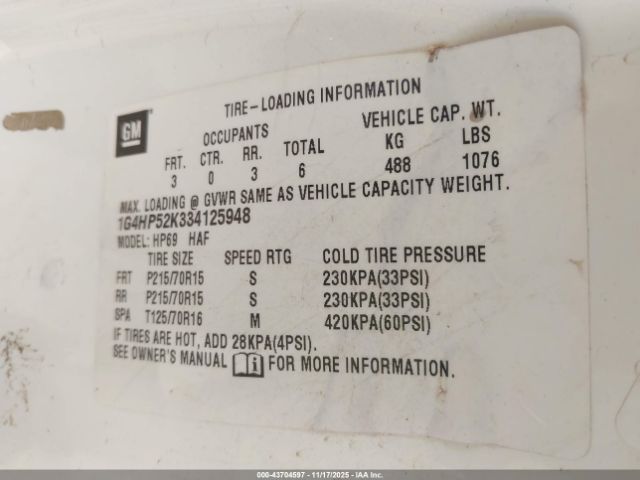 GM
TIRE-LOADING INFORMATION
OCCUPANTS VEHICLE CAP. WT.
FRT. CTR. RR. TOTAL KG LBS
3 0 3 6 488 1076
MAX. LOADING @ GVWR SAME AS VEHICLE CAPACITY WEIGHT.
1G4HP52K334125948
MODEL: HP69 HAF
TIRE SIZE SPEED RTG COLD TIRE PRESSURE
FRT P215/70R15 S 230KPA(33PSI)
RR P215/70R15 S 230KPA(33PSI)
SPA T125/70R16 M 420KPA(60PSI)
IF TIRES ARE HOT, ADD 28KPA(4PSI).
SEE OWNER'S MANUAL i FOR MORE INFORMATION.
000-43704597 - 11/17/2025 - IAA Inc.